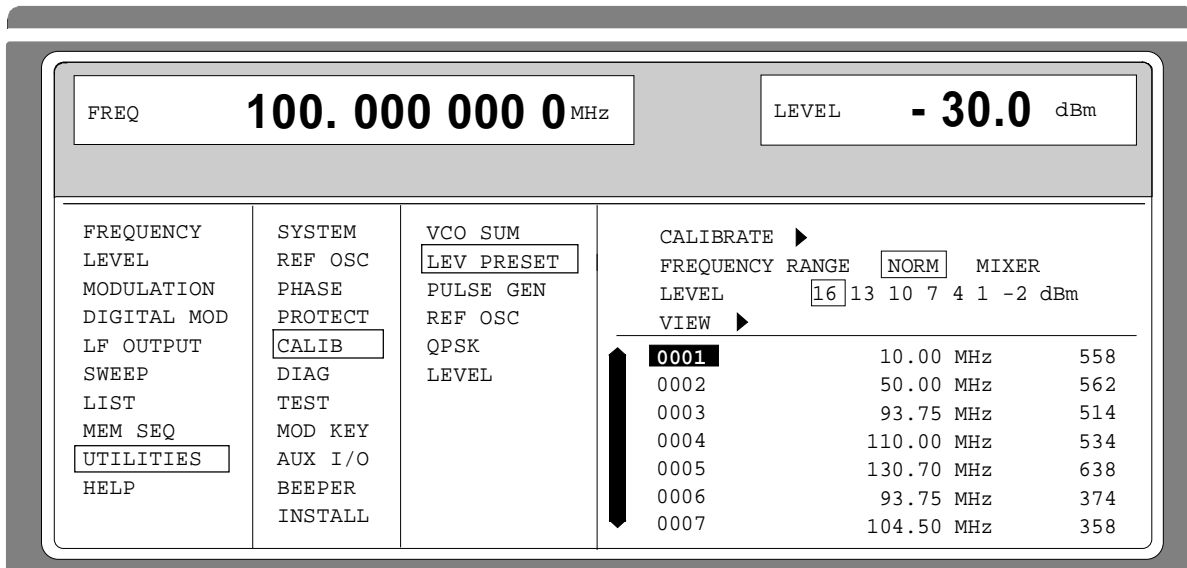 FREQ 100. 000 000 0 MHz
LEVEL - 30.0 dBm
FREQUENCY
LEVEL
MODULATION
DIGITAL MOD
LF OUTPUT
SWEEP
LIST
MEM SEQ
UTILITIES
HELP
SYSTEM
REF OSC
PHASE
PROTECT
CALIB
DIAG
TEST
MOD KEY
AUX I/O
BEEPER
INSTALL
VCO SUM
LEV PRESET
PULSE GEN
REF OSC
QPSK
LEVEL
CALIBRATE
FREQUENCY RANGE NORM MIXER
LEVEL 16 13 10 7 4 1 -2 dBm
VIEW
0001 10.00 MHz 558
0002 50.00 MHz 562
0003 93.75 MHz 514
0004 110.00 MHz 534
0005 130.70 MHz 638
0006 93.75 MHz 374
0007 104.50 MHz 358